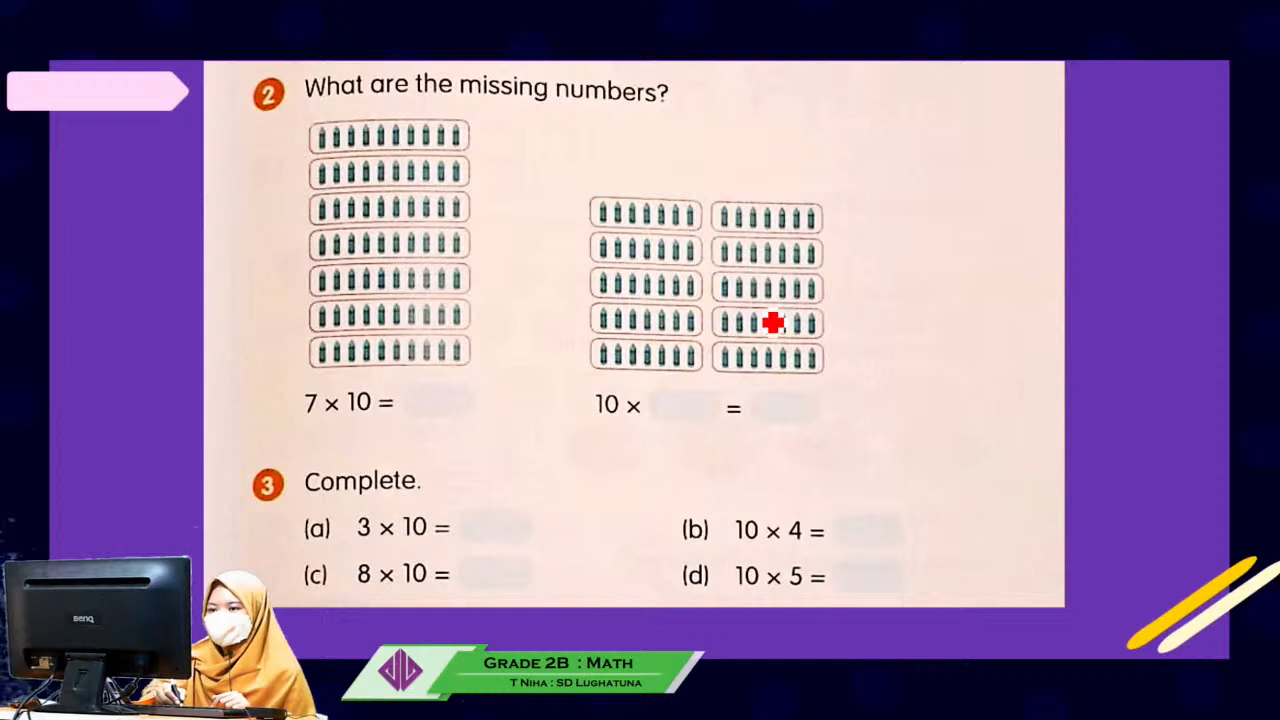 2 What are the missing numbers?
7 × 10 =
10 × =
3 Complete.
(a) 3 × 10 =
(b) 10 × 4 =
(c) 8 × 10 =
(d) 10 × 5 =
BENQ
GRADE 2B : MATH
T NIHA : SD LUGHATUNA